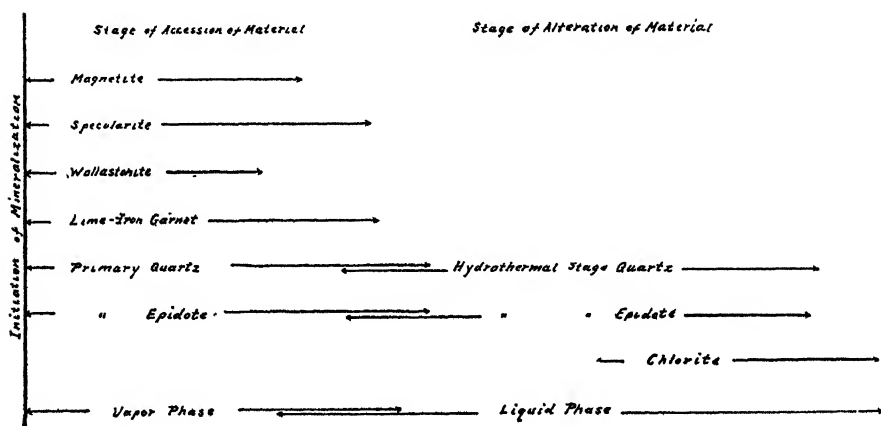 Stage of Accession of Material Stage of Alteration of Material
Initiation of Mineralization
Magnetite
Specularite
Wollastonite
Lime-Iron Garnet
Primary Quartz Hydrothermal Stage Quartz
" Epidote " " Epidote
Chlorite
Vapor Phase Liquid Phase